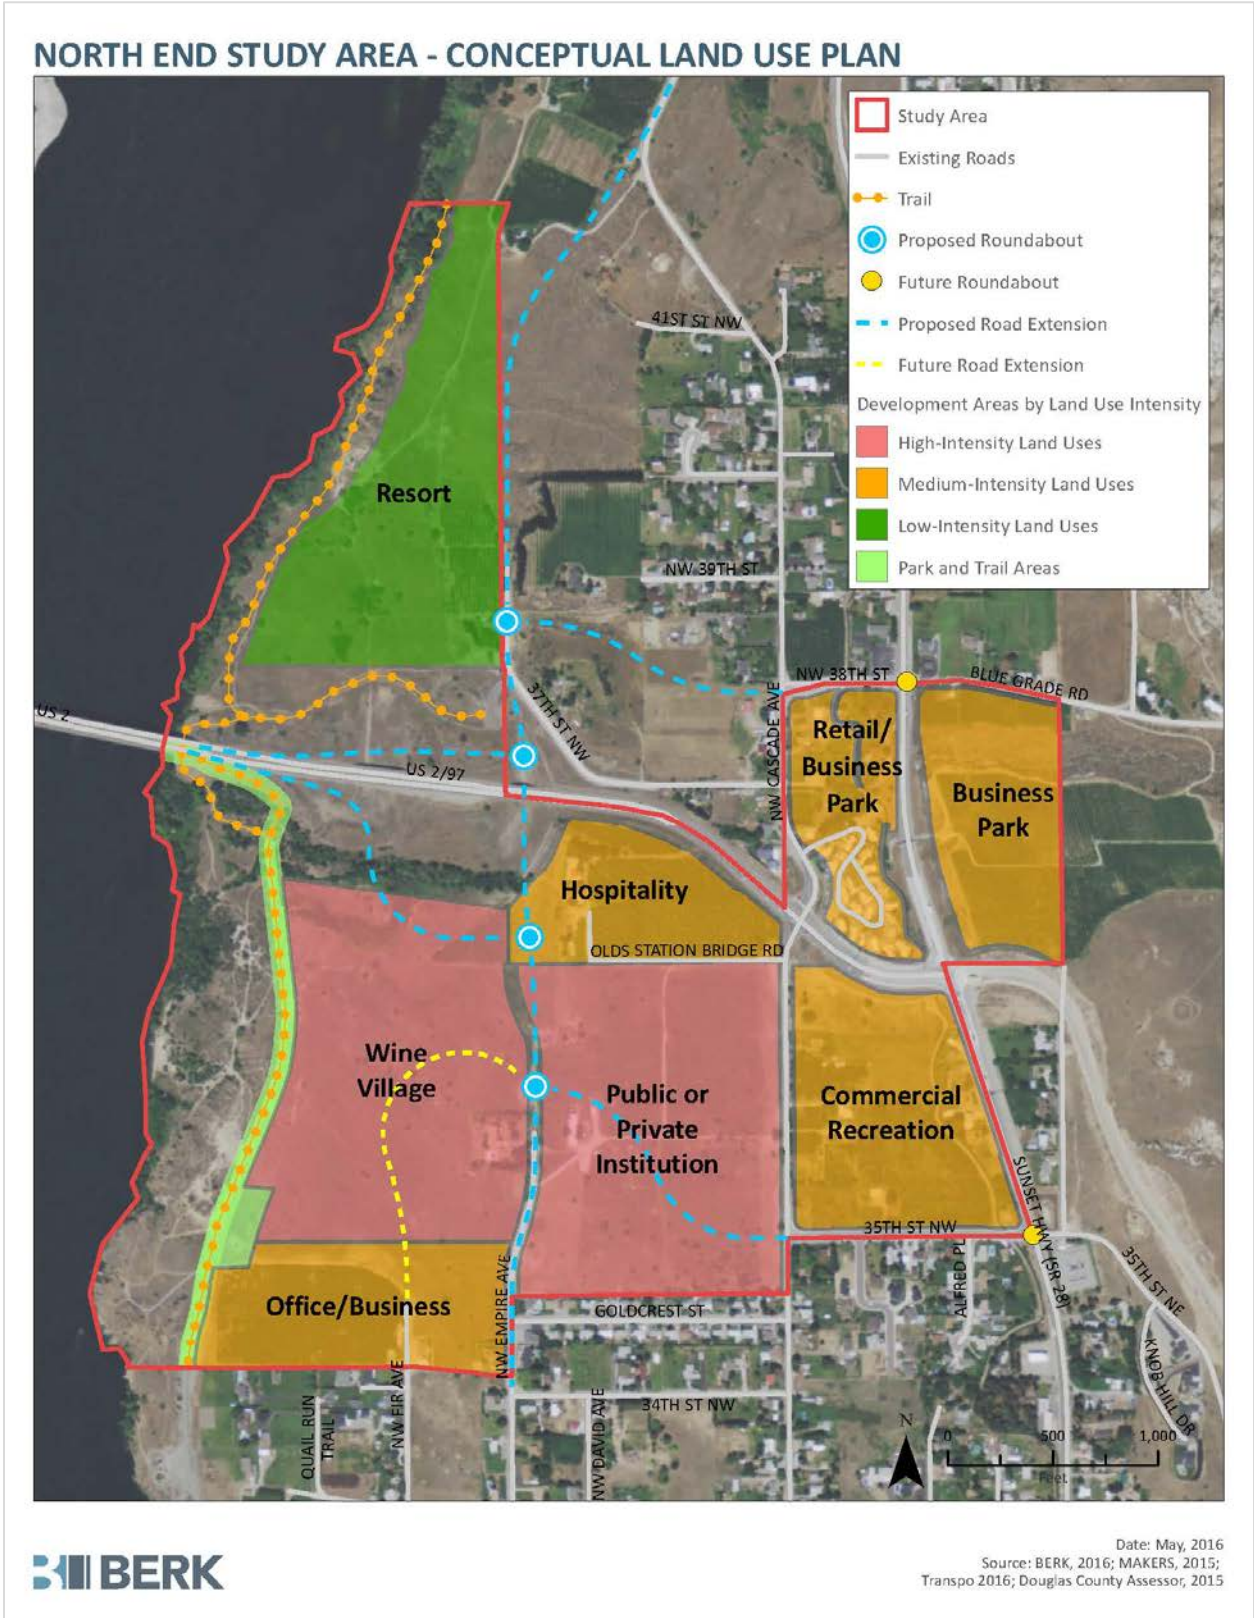 NORTH END STUDY AREA - CONCEPTUAL LAND USE PLAN
Study Area
Existing Roads
Trail
Proposed Roundabout
Future Roundabout
Proposed Road Extension
Future Road Extension
Development Areas by Land Use Intensity
High-Intensity Land Uses
Medium-Intensity Land Uses
Low-Intensity Land Uses
Park and Trail Areas
41ST ST NW
Resort
NW 39TH ST
NW 38TH ST
BLUE GRADE RD
37TH ST NW
NW CASCADE AVE
US 2
US 2/97
Retail/
Business
Park
Business
Park
Hospitality
OLDS STATION BRIDGE RD
Wine
Village
Public or
Private
Institution
Commercial
Recreation
SUNSET HWY (SR 28)
35TH ST NW
35TH ST NE
ALFRED PL
KNOB HILL DR
Office/Business
NW EMPIRE AVE
GOLDCREST ST
34TH ST NW
NW FIR AVE
QUAIL RUN
TRAIL
NW DAVID AVE
N
0 500 1,000
Feet
BERK
Date: May, 2016
Source: BERK, 2016; MAKERS, 2015;
Transpo 2016; Douglas County Assessor, 2015